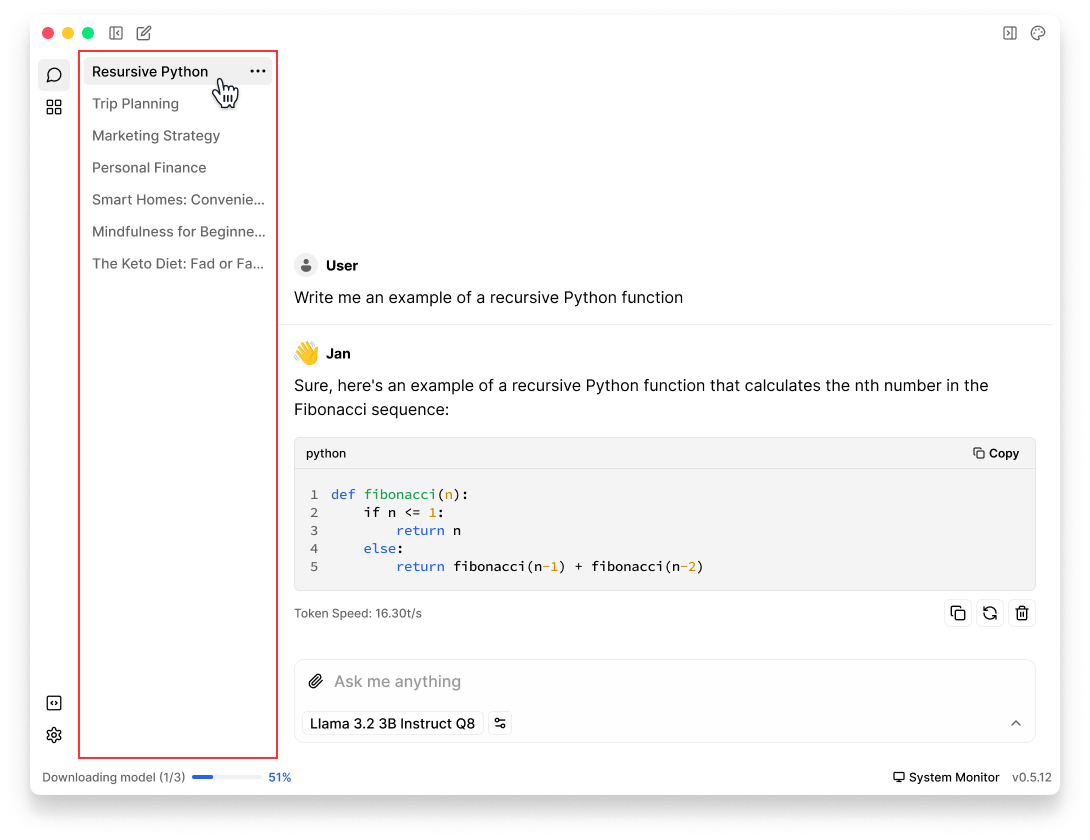 Resursive Python
Trip Planning
Marketing Strategy
Personal Finance
Smart Homes: Convenie...
Mindfulness for Beginne...
The Keto Diet: Fad or Fa...
User
Write me an example of a recursive Python function
Jan
Sure, here's an example of a recursive Python function that calculates the nth number in the
Fibonacci sequence:
python
Copy
1 def fibonacci(n):
2     if n <= 1:
3         return n
4     else:
5         return fibonacci(n-1) + fibonacci(n-2)
Token Speed: 16.30t/s
Ask me anything
Llama 3.2 3B Instruct Q8
Downloading model (1/3) 51%
System Monitor v0.5.12